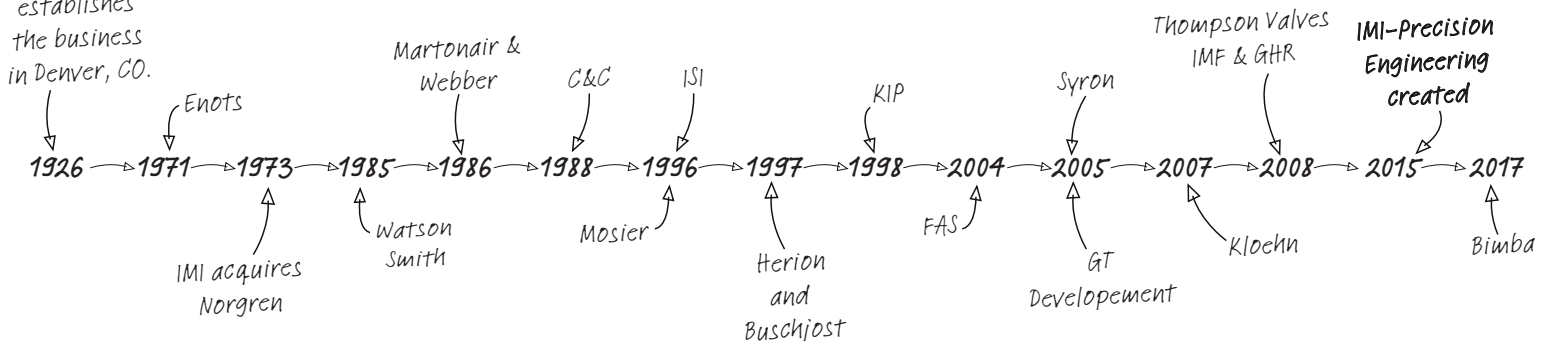 establishes
the business
in Denver, CO.
Enots
Martonair &
Webber
C&C
ISI
KIP
Syron
Thompson Valves
IMF & GHR
IMI-Precision
Engineering
created
1926 1971 1973 1985 1986 1988 1996 1997 1998 2004 2005 2007 2008 2015 2017
IMI acquires
Norgren
Watson
Smith
Mosier
Herion
and
Buschjost
FAS
GT
Developement
Kloehn
Bimba